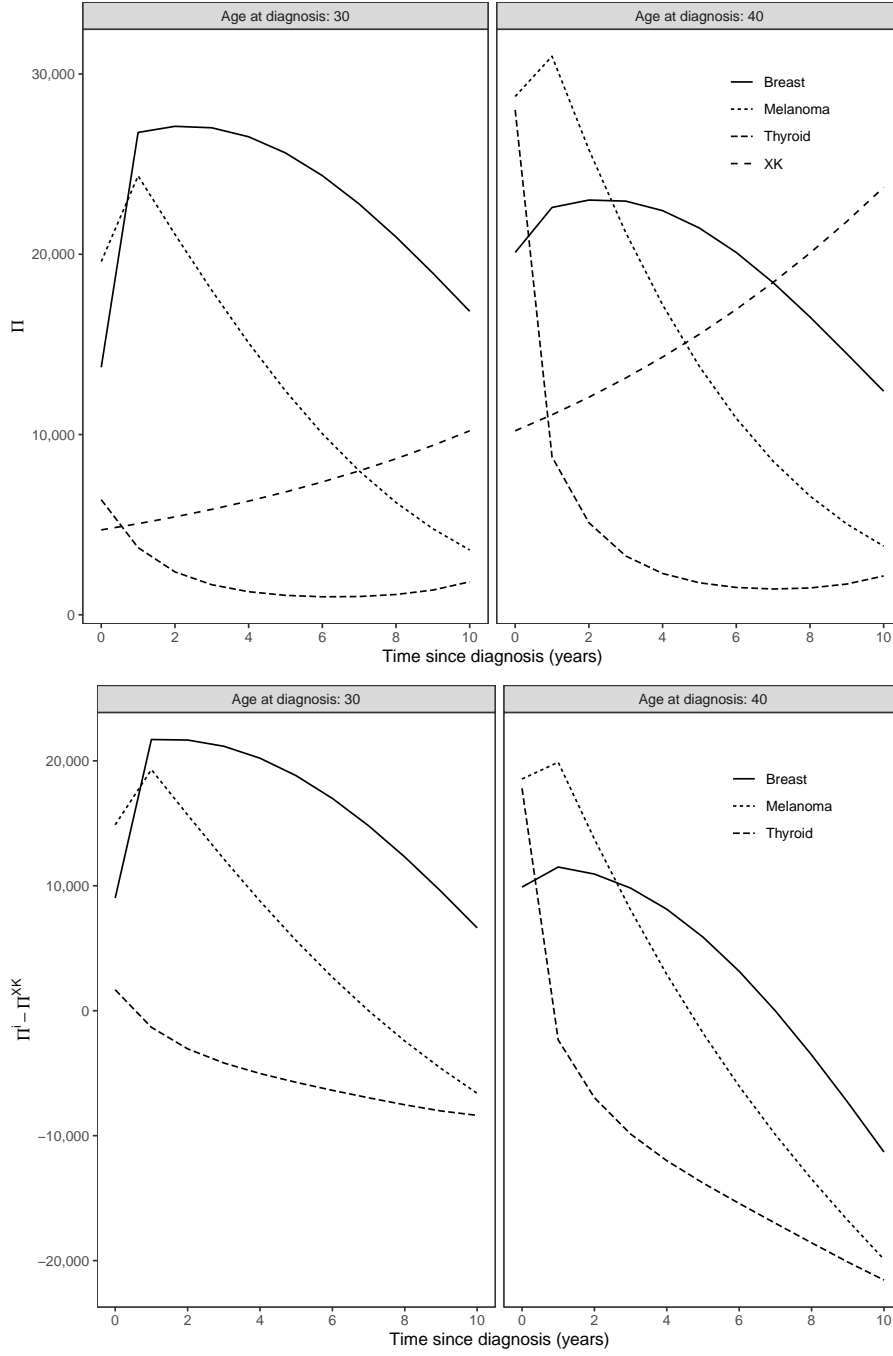 Age at diagnosis: 30
Age at diagnosis: 40
30,000
20,000
10,000
0
Π
Breast
Melanoma
Thyroid
XK
0 2 4 6 8 10
0 2 4 6 8 10
Time since diagnosis (years)
Age at diagnosis: 30
Age at diagnosis: 40
20,000
10,000
0
−10,000
−20,000
Πⁱ − Πˣᴷ
Breast
Melanoma
Thyroid
0 2 4 6 8 10
0 2 4 6 8 10
Time since diagnosis (years)